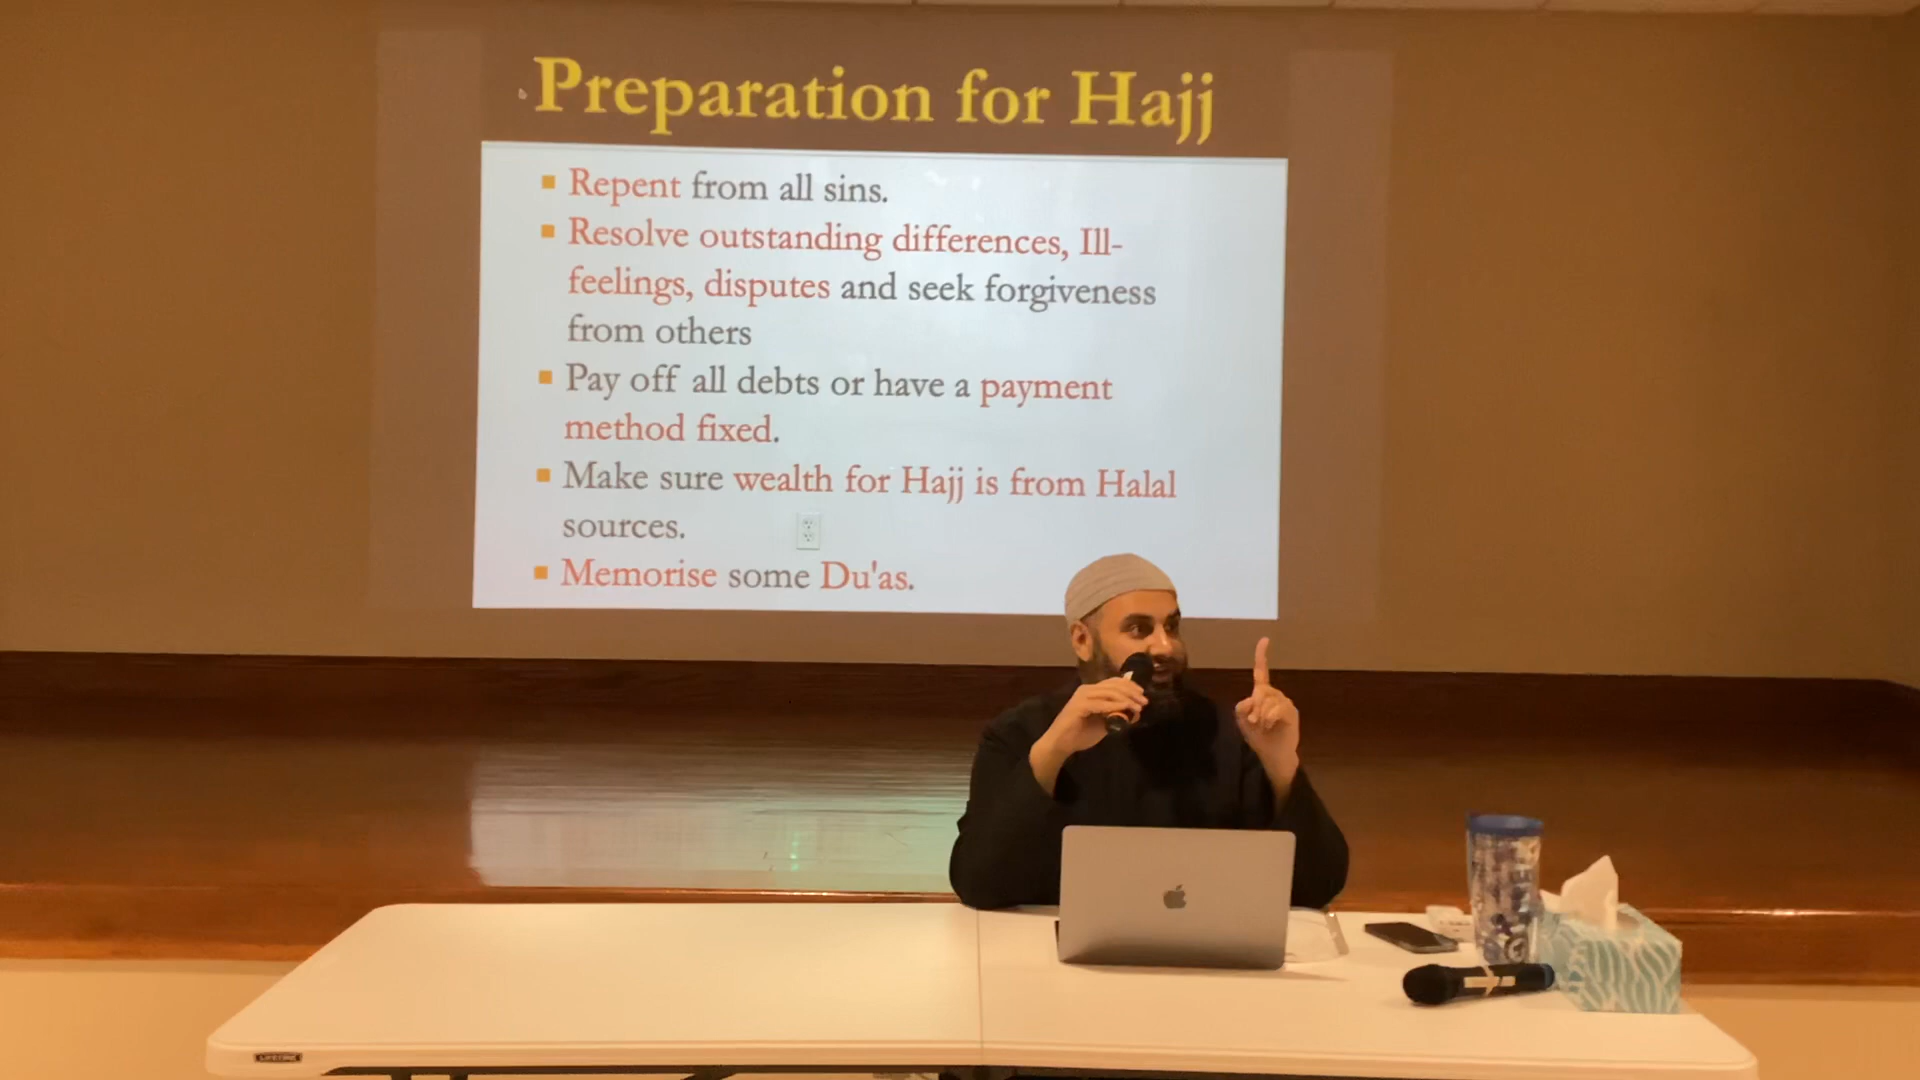 Preparation for Hajj
Repent from all sins.
Resolve outstanding differences, Ill-
feelings, disputes and seek forgiveness
from others
Pay off all debts or have a payment
method fixed.
Make sure wealth for Hajj is from Halal
sources.
Memorise some Du'as.
LIFETIME